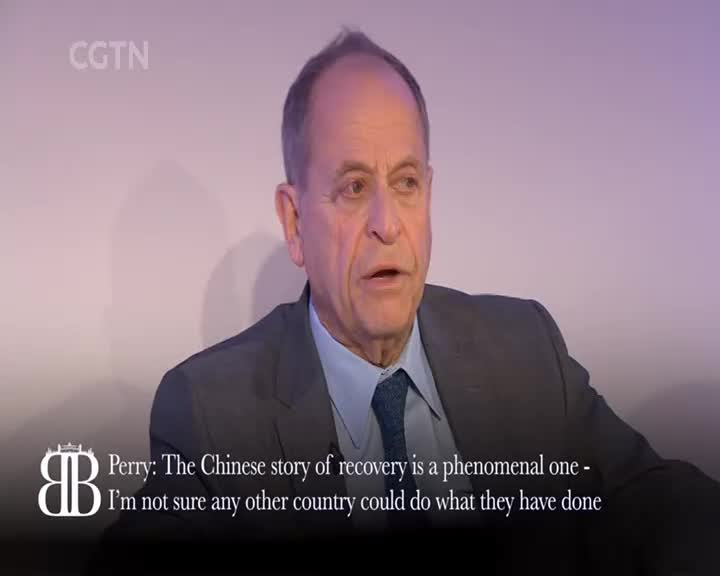 CGTN
Perry: The Chinese story of recovery is a phenomenal one -
I'm not sure any other country could do what they have done